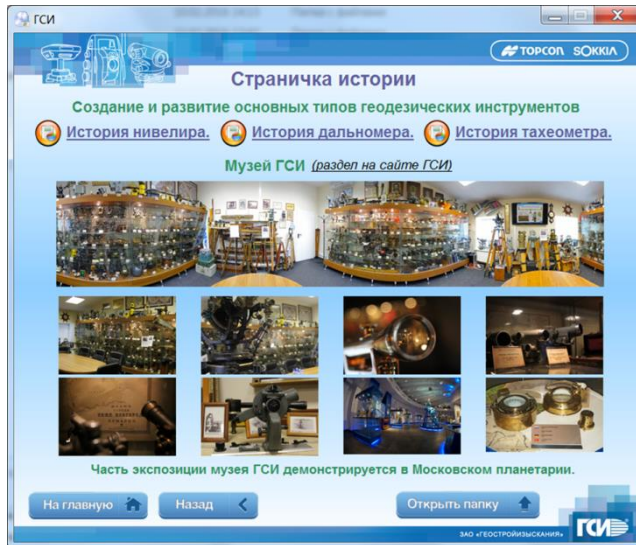 ГСИ
TOPCON SOKKIA
Страничка истории
Создание и развитие основных типов геодезических инструментов
История нивелира. История дальномера. История тахеометра.
Музей ГСИ (раздел на сайте ГСИ)
Часть экспозиции музея ГСИ демонстрируется в Московском планетарии.
На главную Назад Открыть папку
ЗАО «ГЕОСТРОЙИЗЫСКАНИЯ» ГСИ